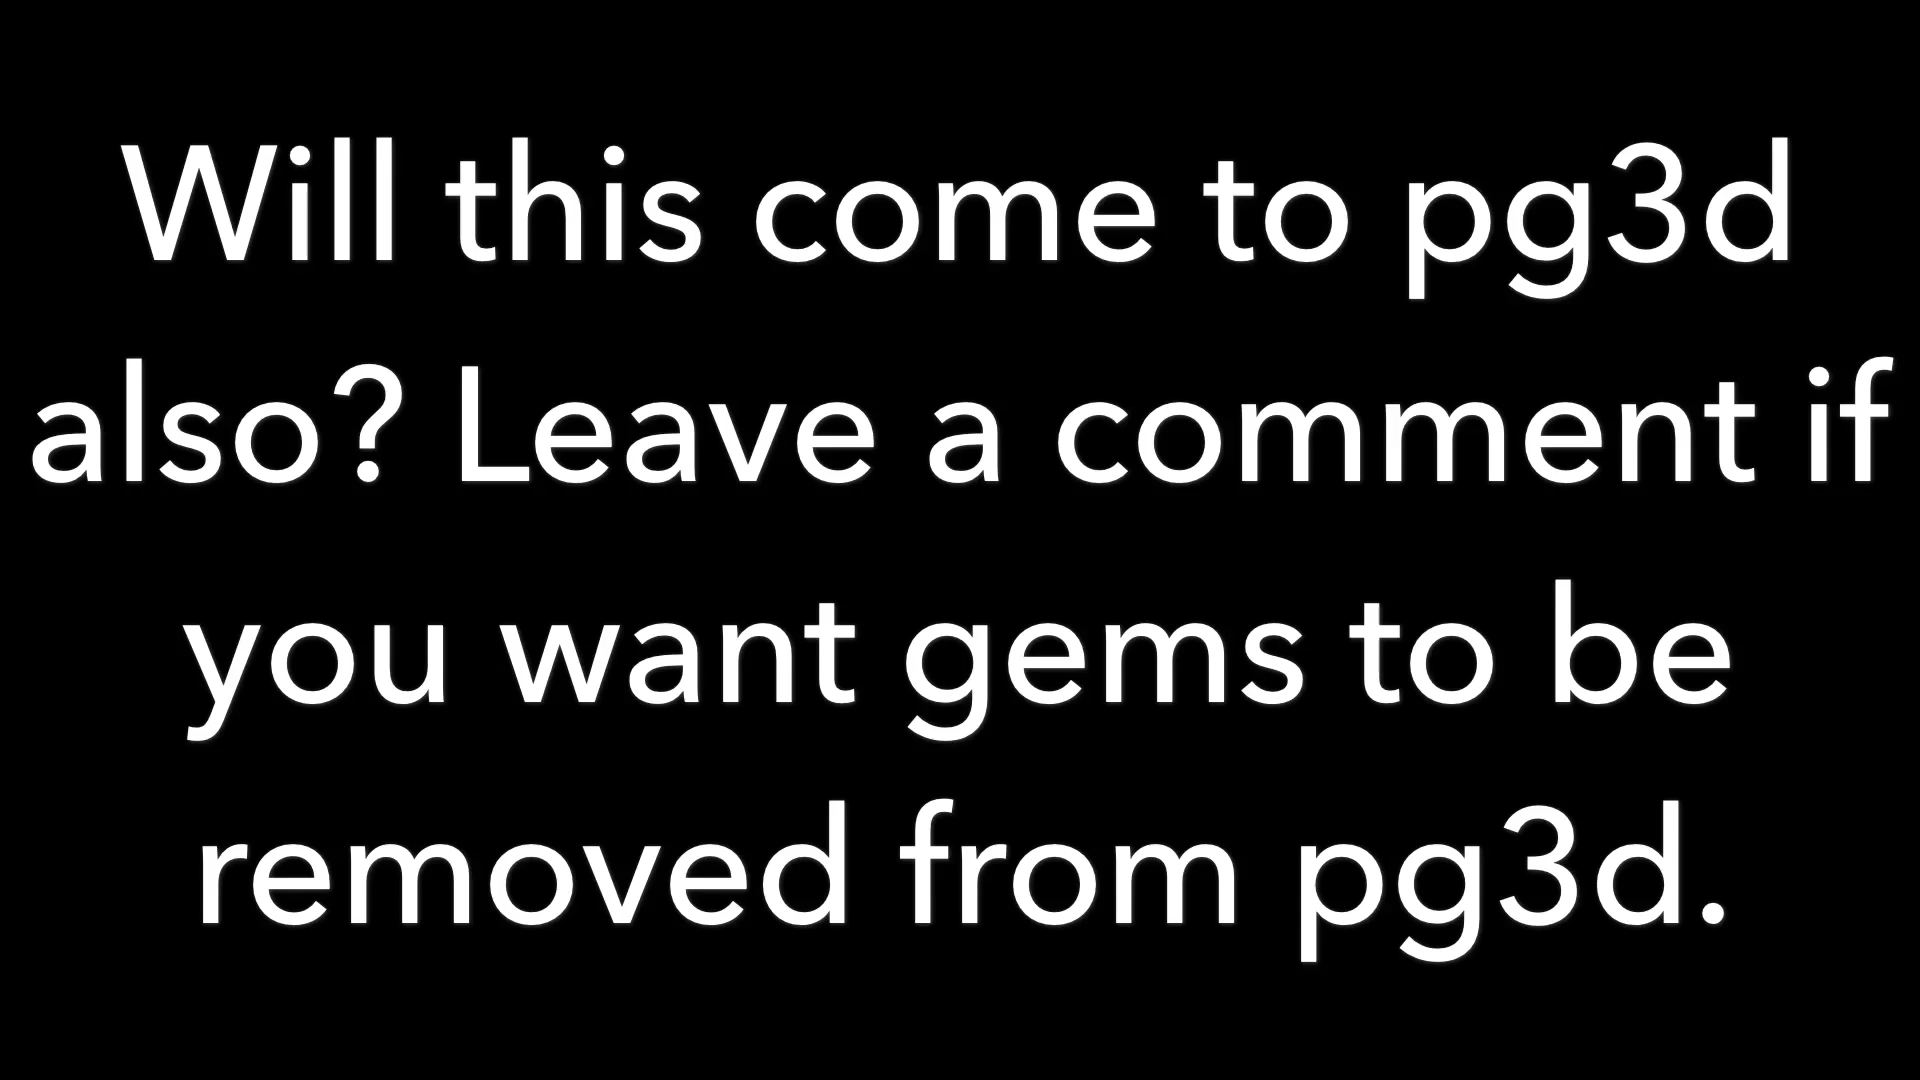 Will this come to pg3d
also? Leave a comment if
you want gems to be
removed from pg3d.